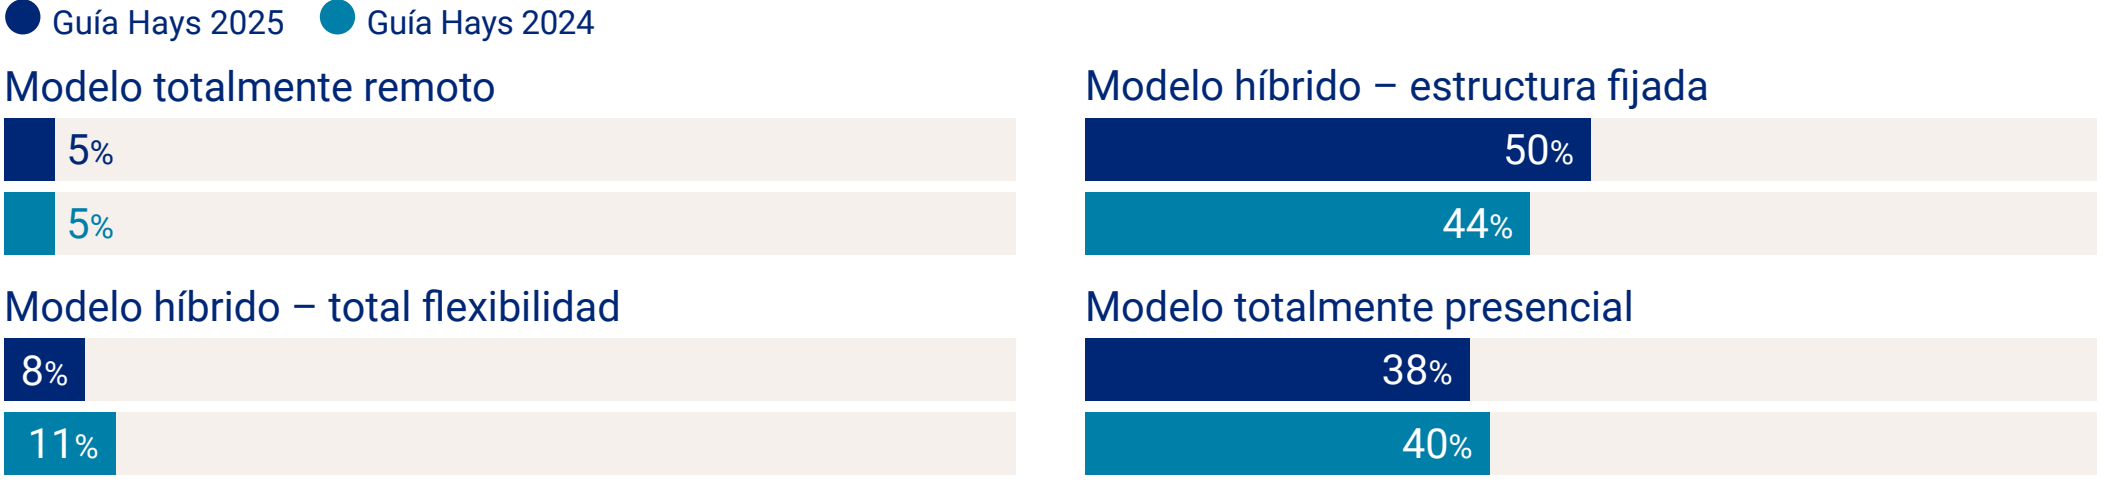 Guía Hays 2025
Guía Hays 2024
Modelo totalmente remoto
5%
5%
Modelo híbrido – estructura fijada
50%
44%
Modelo híbrido – total flexibilidad
8%
11%
Modelo totalmente presencial
38%
40%